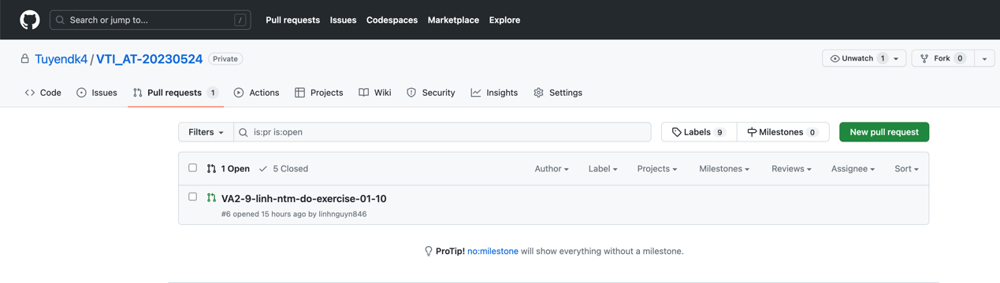 Search or jump to... /
Pull requests Issues Codespaces Marketplace Explore
Tuyendk4 / VTI_AT-20230524 Private
Unwatch 1 Fork 0
Code Issues Pull requests 1 Actions Projects Wiki Security Insights Settings
Filters is:pr is:open Labels 9 Milestones 0 New pull request
1 Open 5 Closed Author Label Projects Milestones Reviews Assignee Sort
VA2-9-linh-ntm-do-exercise-01-10
#6 opened 15 hours ago by linhnguyn846
ProTip! no:milestone will show everything without a milestone.